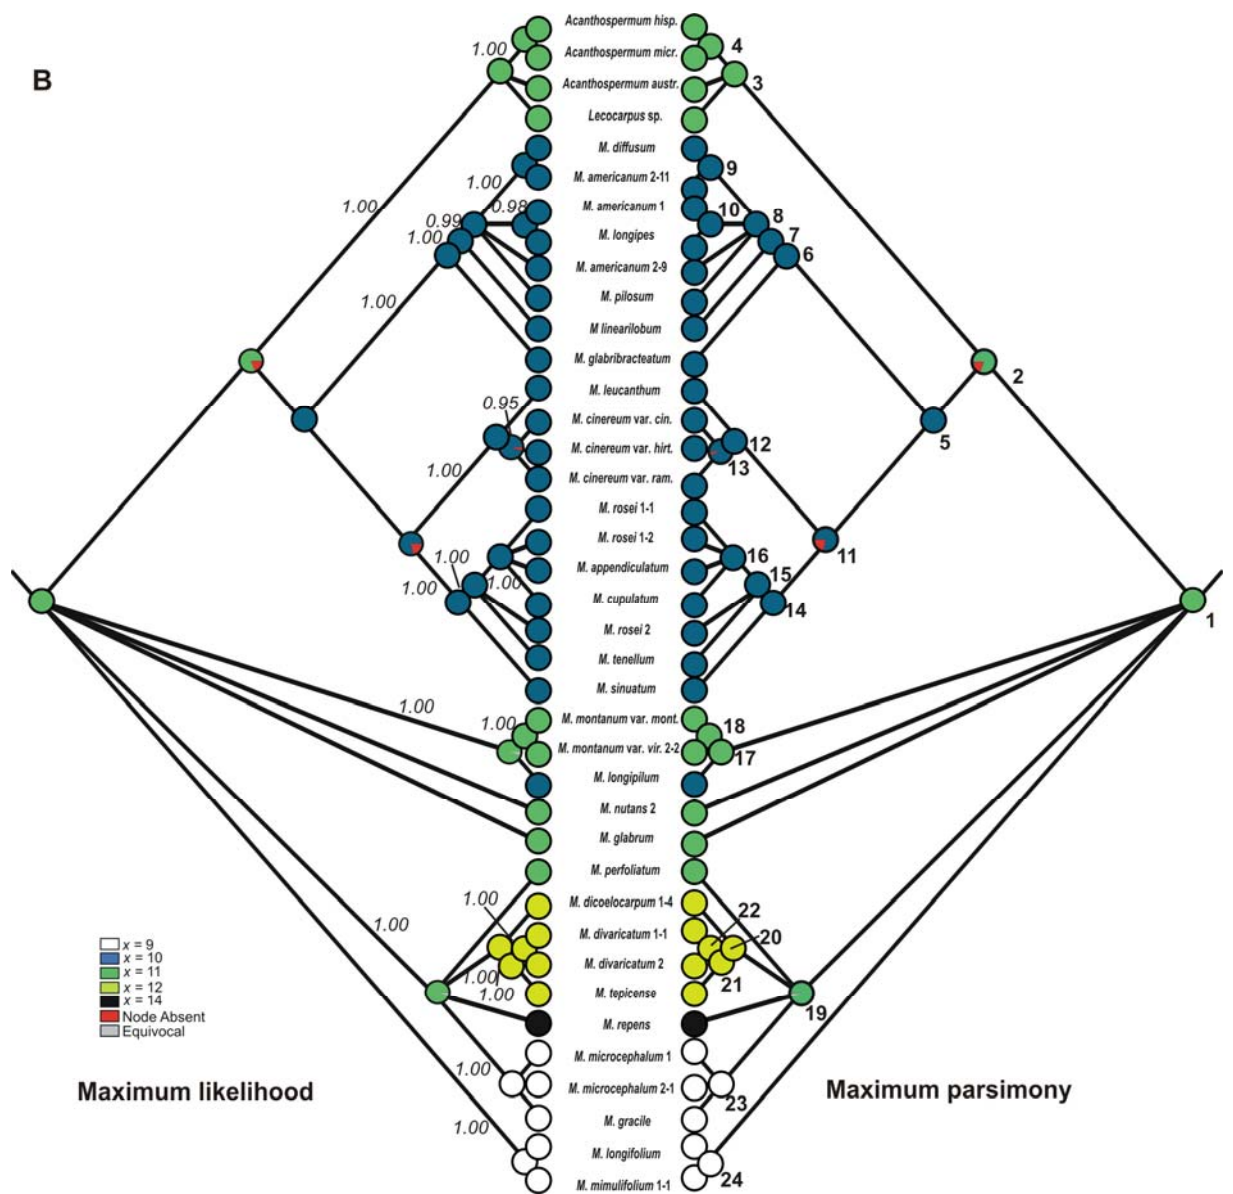 B
Acanthospermum hisp.
Acanthospermum micr.
Acanthospermum austr.
Lecocarpus sp.
M. diffusum
M. americanum 2-11
M. americanum 1
M. longipes
M. americanum 2-9
M. pilosum
M linearilobum
M. glabribracteatum
M. leucanthum
M. cinereum var. cin.
M. cinereum var. hirt.
M. cinereum var. ram.
M. rosei 1-1
M. rosei 1-2
M. appendiculatum
M. cupulatum
M. rosei 2
M. tenellum
M. sinuatum
M. montanum var. mont.
M. montanum var. vir. 2-2
M. longipilum
M. nutans 2
M. glabrum
M. perfoliatum
M. dicoelocarpum 1-4
M. divaricatum 1-1
M. divaricatum 2
M. tepicense
M. repens
M. microcephalum 1
M. microcephalum 2-1
M. gracile
M. longifolium
M. mimulifolium 1-1
1.00
1.00
1.00
0.98
0.99
1.00
1.00
0.95
1.00
1.00
1.00
1.00
1.00
1.00
1.00
1.00
1.00
1.00
1.00
1.00
4
3
9
10
8
7
6
2
5
12
13
11
16
15
14
1
18
17
22
20
21
19
23
24
x = 9
x = 10
x = 11
x = 12
x = 14
Node Absent
Equivocal
Maximum likelihood
Maximum parsimony